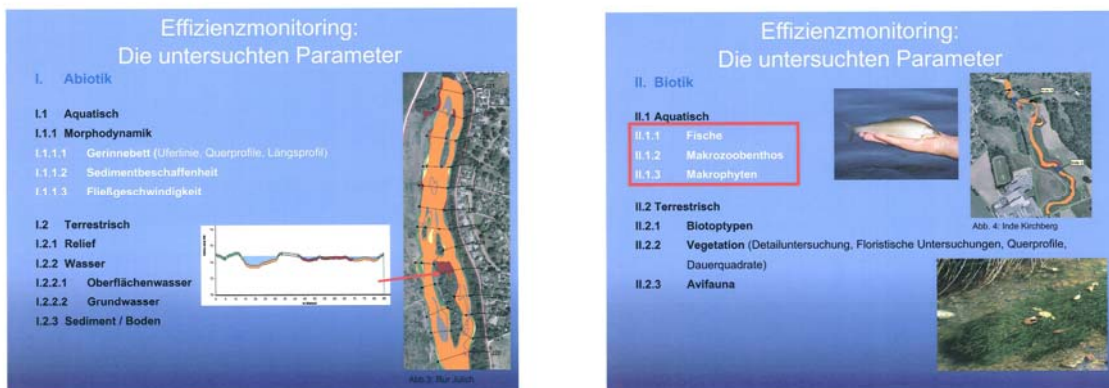 Effizienzmonitoring:
Die untersuchten Parameter
I. Abiotik
I.1 Aquatisch
I.1.1 Morphodynamik
I.1.1.1 Gerinnebett (Uferlinie, Querprofile, Längsprofil)
I.1.1.2 Sedimentbeschaffenheit
I.1.1.3 Fließgeschwindigkeit
I.2 Terrestrisch
I.2.1 Relief
I.2.2 Wasser
I.2.2.1 Oberflächenwasser
I.2.2.2 Grundwasser
I.2.3 Sediment / Boden
Abb.3: Rur Jülich
Effizienzmonitoring:
Die untersuchten Parameter
II. Biotik
II.1 Aquatisch
II.1.1 Fische
II.1.2 Makrozoobenthos
II.1.3 Makrophyten
Abb. 4: Inde Kirchberg
II.2 Terrestrisch
II.2.1 Biotoptypen
II.2.2 Vegetation (Detailuntersuchung, Floristische Untersuchungen, Querprofile,
Dauerquadrate)
II.2.3 Avifauna